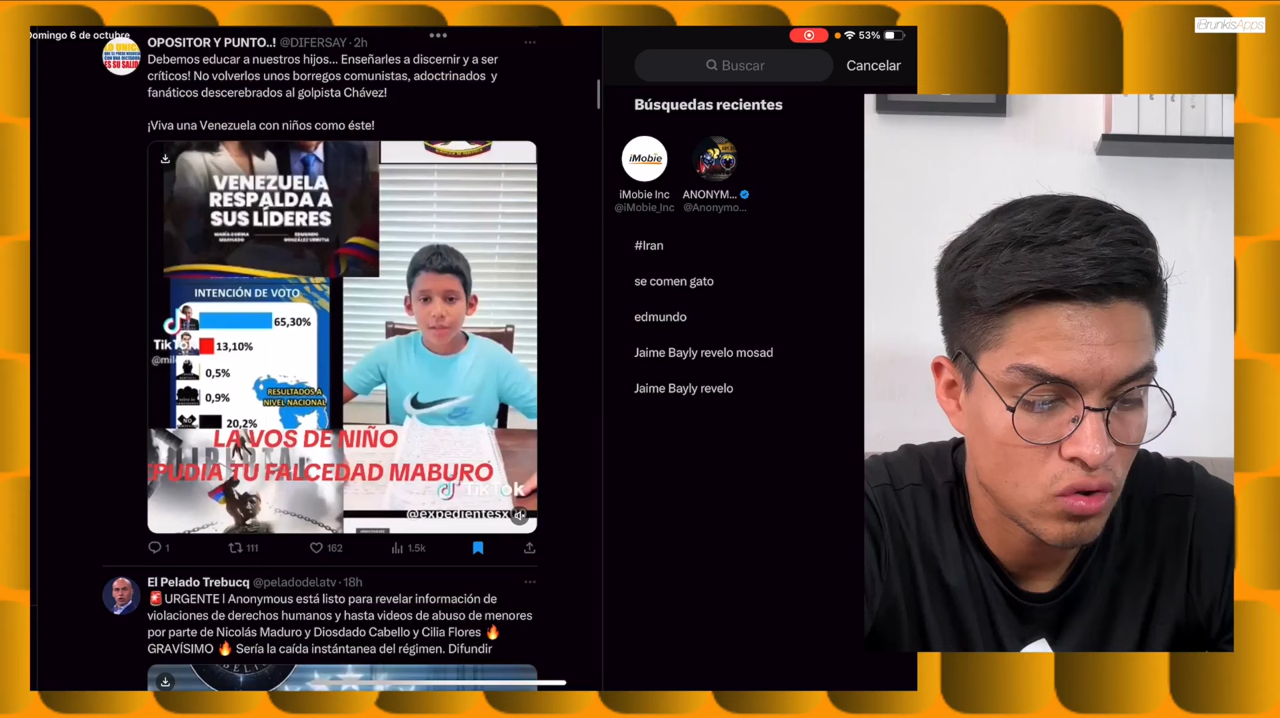 Domingo 6 de octubre
53%
iBrunkisApps
OPOSITOR Y PUNTO..! @DIFERSAY · 2h
Debemos educar a nuestros hijos... Enseñarles a discernir y a ser
críticos! No volverlos unos borregos comunistas, adoctrinados y
fanáticos descerebrados al golpista Chávez!
¡Viva una Venezuela con niños como éste!
VENEZUELA
RESPALDA A
SUS LÍDERES
INTENCIÓN DE VOTO
65,30%
13,10%
0,5%
0,9%
20,2%
RESULTADOS A
NIVEL NACIONAL
TikTok
LA VOS DE NIÑO
PUDIA TU FALCEDAD MABURO
TikTok
@expedientesx
1
111
162
1.5k
El Pelado Trebucq @peladodelatv · 18h
🚨URGENTE | Anonymous está listo para revelar información de
violaciones de derechos humanos y hasta videos de abuso de menores
por parte de Nicolás Maduro y Diosdado Cabello y Cilia Flores 🔥
GRAVÍSIMO 🔥 Sería la caída instántanea del régimen. Difundir
Buscar
Cancelar
Búsquedas recientes
iMobie
iMobie Inc
@iMobie_Inc
ANONYM...
@Anonymo...
#Iran
se comen gato
edmundo
Jaime Bayly revelo mosad
Jaime Bayly revelo